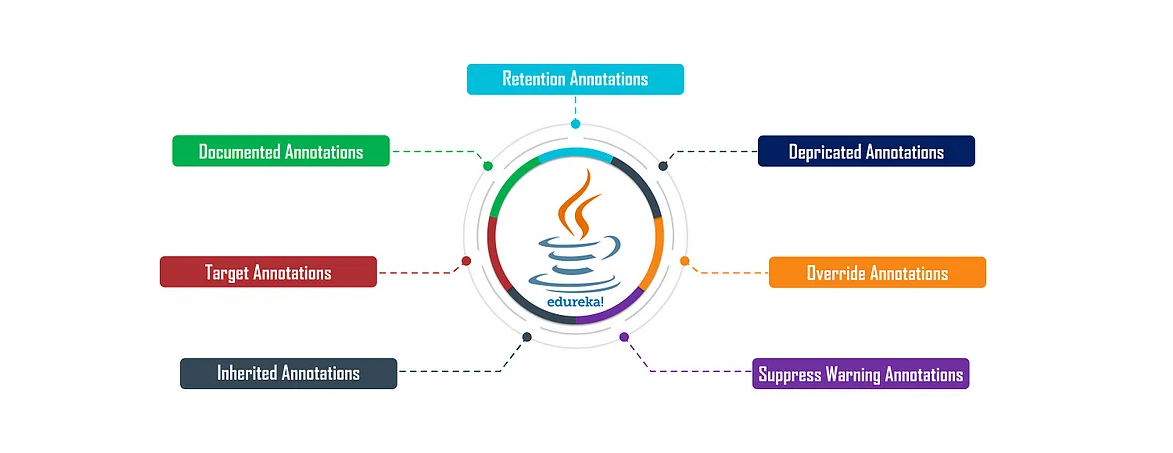 Retention Annotations
Documented Annotations
Depricated Annotations
Target Annotations
Override Annotations
edureka!
Inherited Annotations
Suppress Warning Annotations